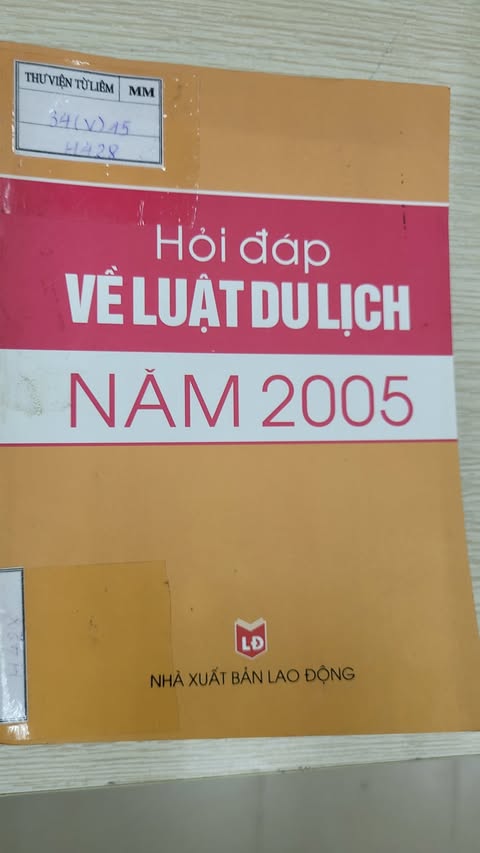 THƯ VIỆN TỪ LIÊM MM
34(V)15
H428
Hỏi đáp
VỀ LUẬT DU LỊCH
NĂM 2005
LĐ
NHÀ XUẤT BẢN LAO ĐỘNG